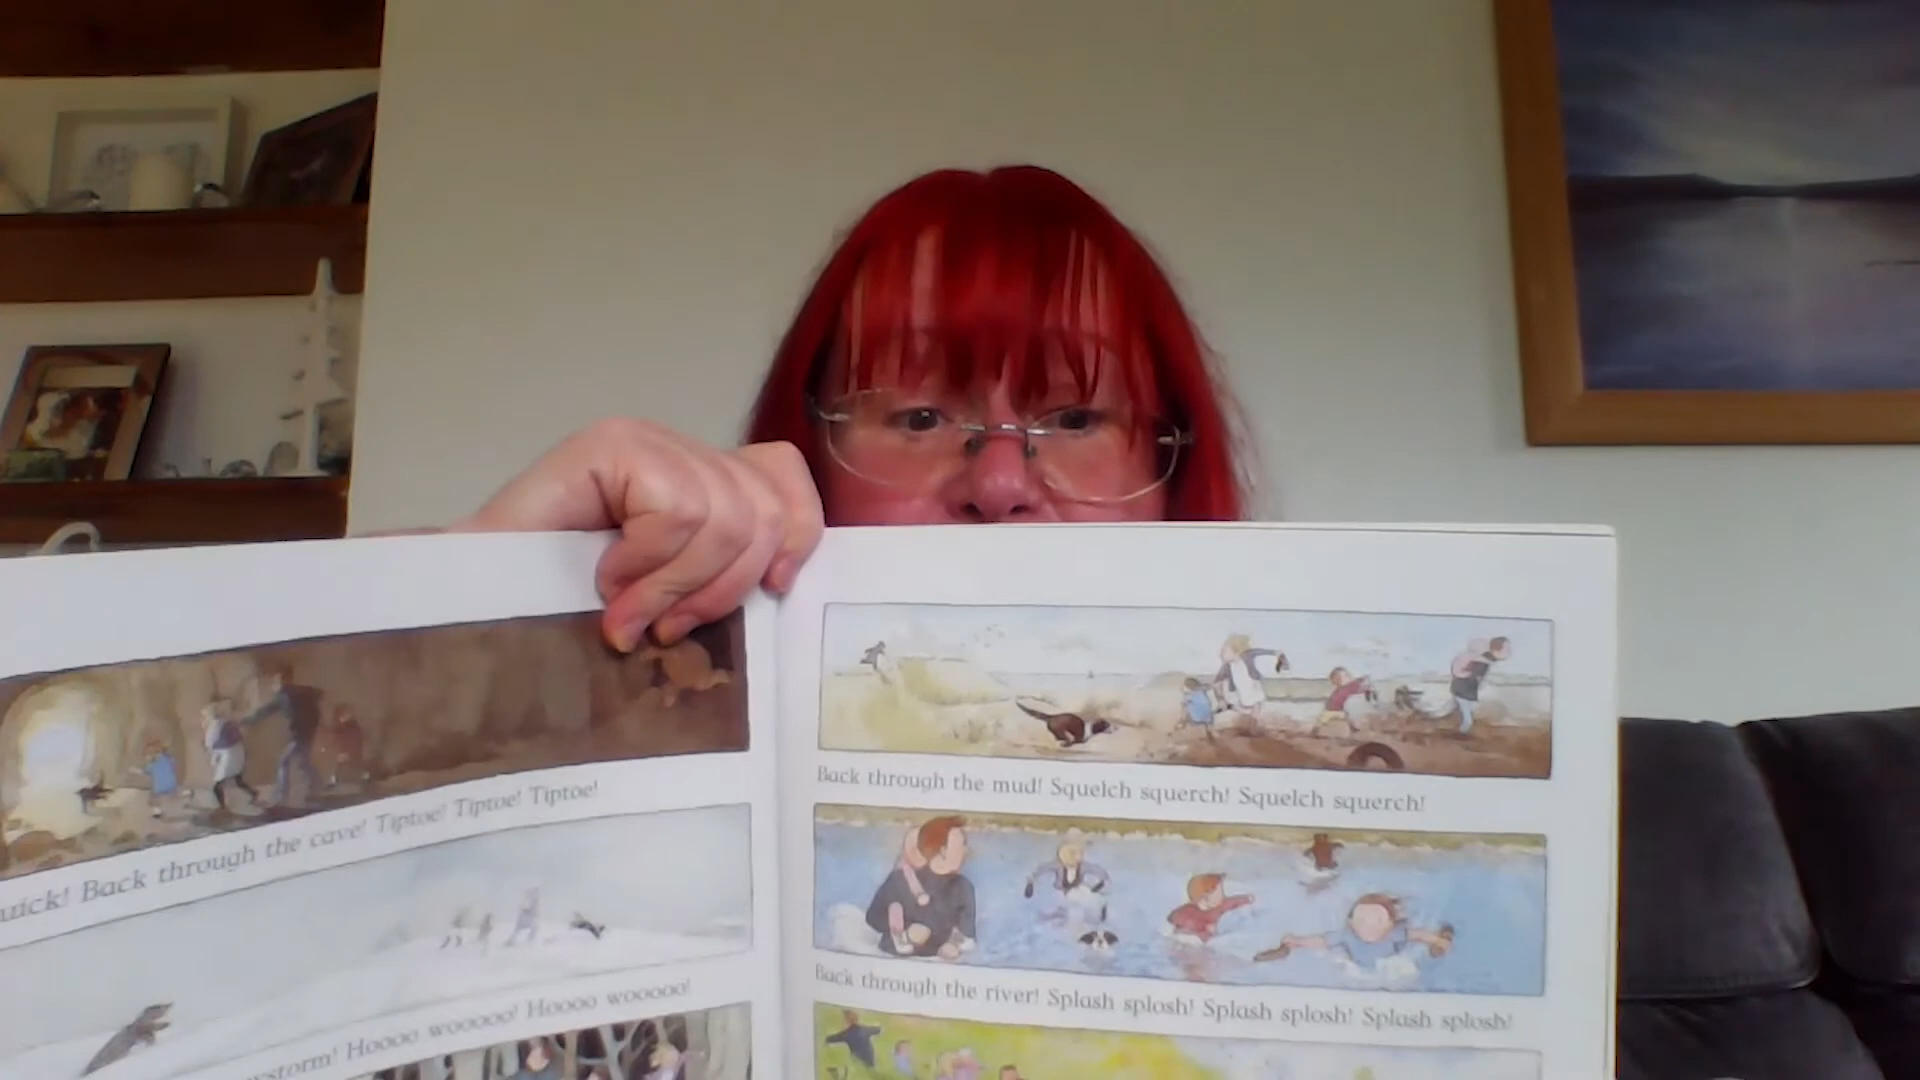 Back through the cave! Tiptoe! Tiptoe! Tiptoe!
Hoooo wooooo! Hoooo wooooo!
Back through the mud! Squelch squerch! Squelch squerch!
Back through the river! Splash splosh! Splash splosh! Splash splosh!